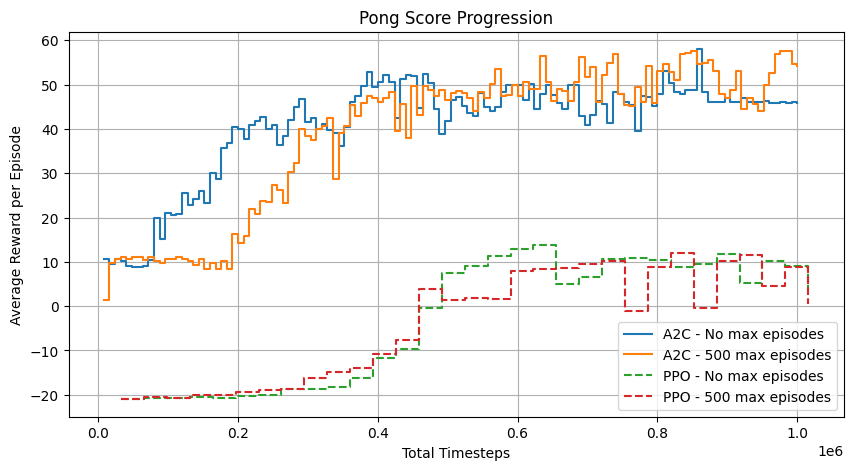 Pong Score Progression
Average Reward per Episode
60
50
40
30
20
10
0
−10
−20
A2C - No max episodes
A2C - 500 max episodes
PPO - No max episodes
PPO - 500 max episodes
0.0 0.2 0.4 0.6 0.8 1.0
1e6
Total Timesteps